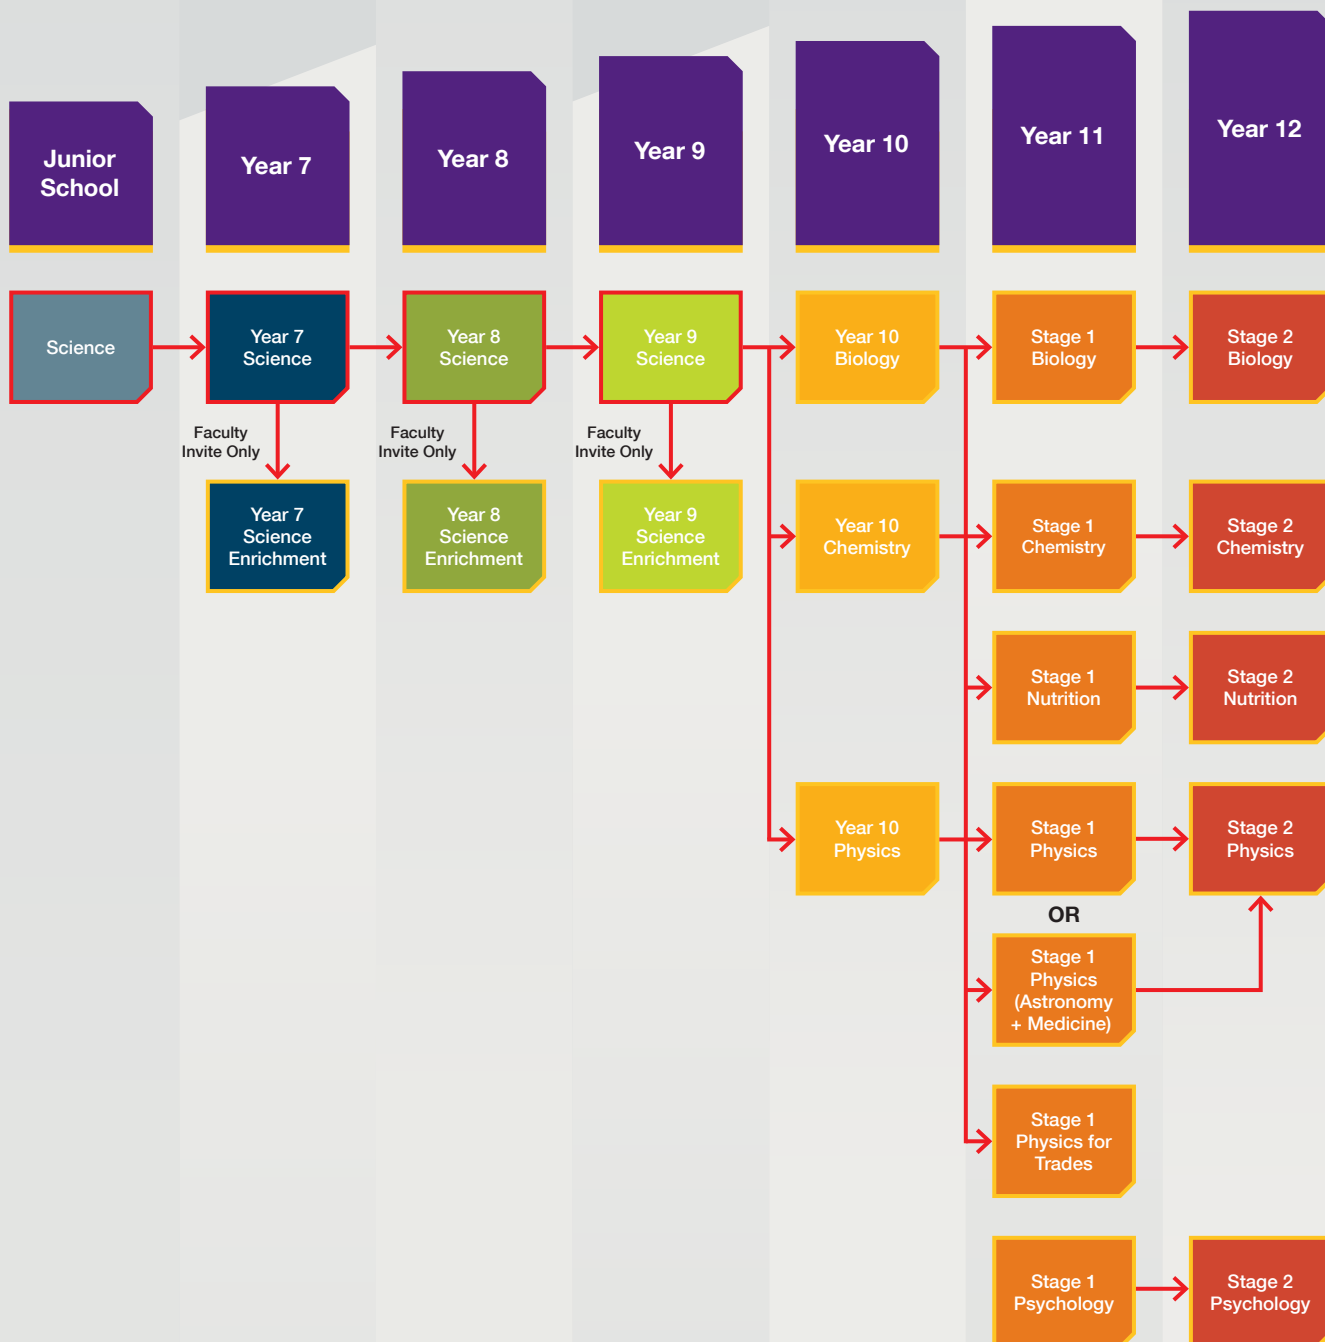 Junior
School
Year 7
Year 8
Year 9
Year 10
Year 11
Year 12
Science
Year 7
Science
Year 8
Science
Year 9
Science
Year 10
Biology
Stage 1
Biology
Stage 2
Biology
Faculty
Invite Only
Faculty
Invite Only
Faculty
Invite Only
Year 7
Science
Enrichment
Year 8
Science
Enrichment
Year 9
Science
Enrichment
Year 10
Chemistry
Stage 1
Chemistry
Stage 2
Chemistry
Stage 1
Nutrition
Stage 2
Nutrition
Year 10
Physics
Stage 1
Physics
Stage 2
Physics
OR
Stage 1
Physics
(Astronomy
+ Medicine)
Stage 1
Physics for
Trades
Stage 1
Psychology
Stage 2
Psychology